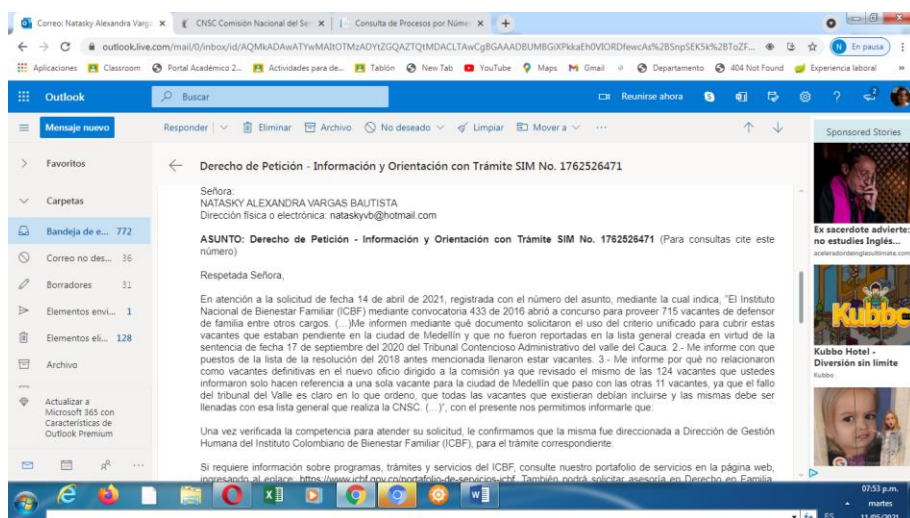 Correo: Natasky Alexandra Varga
CNSC Comisión Nacional del Ser
Consulta de Procesos por Núme
En pausa
Aplicaciones Classroom Portal Académico 2... Actividades para de... Tablón New Tab YouTube Maps Gmail Departamento 404 Not Found Experiencia laboral
Outlook
Buscar
Reunirse ahora
Mensaje nuevo
Responder Eliminar Archivo No deseado Limpiar Mover a
Favoritos
Carpetas
Bandeja de e... 772
Correo no des... 36
Borradores 31
Elementos envi... 1
Elementos eli... 128
Archivo
Actualizar a
Microsoft 365 con
Características de
Outlook Premium
Derecho de Petición - Información y Orientación con Trámite SIM No. 1762526471
Señora:
NATASKY ALEXANDRA VARGAS BAUTISTA
Dirección física o electrónica: nataskyvb@hotmail.com
ASUNTO: Derecho de Petición - Información y Orientación con Trámite SIM No. 1762526471 (Para consultas cite este
número)
Respetada Señora,
En atención a la solicitud de fecha 14 de abril de 2021, registrada con el número del asunto, mediante la cual indica, "El Instituto
Nacional de Bienestar Familiar (ICBF) mediante convocatoria 433 de 2016 abrió a concurso para proveer 715 vacantes de defensor
de familia entre otros cargos. (…)Me informen mediante qué documento solicitaron el uso del criterio unificado para cubrir estas
vacantes que estaban pendiente en la ciudad de Medellín y que no fueron reportadas en la lista general creada en virtud de la
sentencia de fecha 17 de septiembre del 2020 del Tribunal Contencioso Administrativo del valle del Cauca. 2.- Me informe con que
puestos de la lista de la resolución del 2018 antes mencionada llenaron estar vacantes. 3.- Me informe por qué no relacionaron
como vacantes definitivas en el nuevo oficio dirigido a la comisión ya que revisado el mismo de las 124 vacantes que ustedes
informaron solo hacen referencia a una sola vacante para la ciudad de Medellín que paso con las otras 11 vacantes, ya que el fallo
del tribunal del Valle es claro en lo que ordeno, que todas las vacantes que existieran debían incluirse y las mismas debe ser
llenadas con esa lista general que realiza la CNSC. (…)", con el presente nos permitimos informarle que:
Una vez verificada la competencia para atender su solicitud, le confirmamos que la misma fue direccionada a Dirección de Gestión
Humana del Instituto Colombiano de Bienestar Familiar (ICBF), para el trámite correspondiente.
Si requiere información sobre programas, trámites y servicios del ICBF, consulte nuestro portafolio de servicios en la página web,
ingresando al enlace: https://www.icbf.gov.co/portafolio-de-servicios-icbf. También podrá solicitar asesoría en Derecho en Familia
Sponsored Stories
Ex sacerdote advierte:
no estudies Inglés...
aceleradordeinglesultimate.com
Kubbo
Kubbo Hotel -
Diversión sin límite
Kubbo
ES
07:53 p.m.
martes
11/05/2021